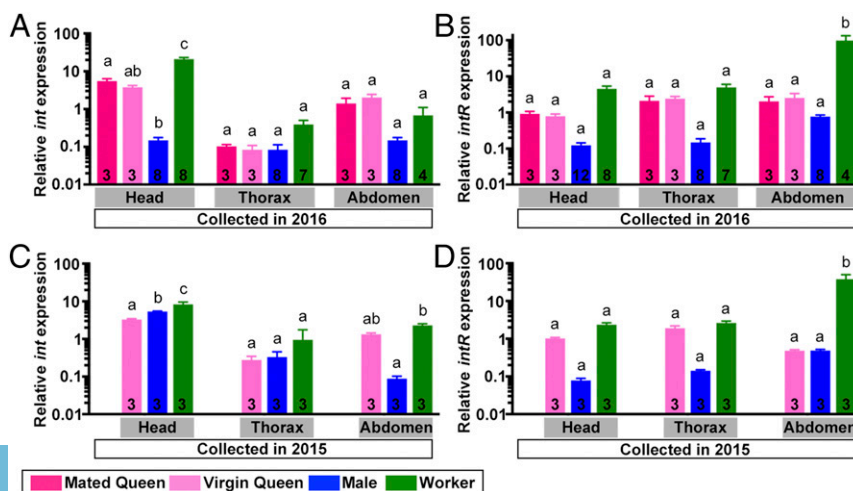 A
B
Relative int expression
100
10
1
0.1
0.01
a
ab
b
c
a
a
a
a
a
a
a
a
3
3
8
8
3
3
8
7
3
3
8
4
Head
Thorax
Abdomen
Collected in 2016
Relative intR expression
100
10
1
0.1
0.01
a
a
a
a
a
a
a
a
a
a
a
b
3
3
12
8
3
3
8
7
3
3
8
4
Head
Thorax
Abdomen
Collected in 2016
C
D
Relative int expression
100
10
1
0.1
0.01
a
b
c
a
a
a
ab
a
b
3
3
3
3
3
3
3
3
3
Head
Thorax
Abdomen
Collected in 2015
Relative intR expression
100
10
1
0.1
0.01
a
a
a
a
a
a
a
a
b
3
3
3
3
3
3
3
3
3
Head
Thorax
Abdomen
Collected in 2015
Mated Queen
Virgin Queen
Male
Worker